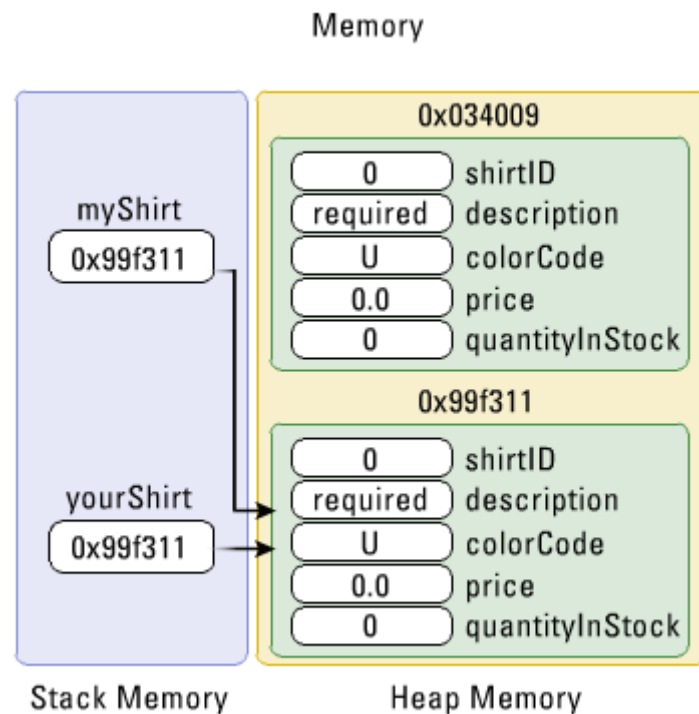 Memory
0x034009
0 shirtID
myShirt
required description
0x99f311
U colorCode
0.0 price
0 quantityInStock
0x99f311
0 shirtID
yourShirt
required description
0x99f311
U colorCode
0.0 price
0 quantityInStock
Stack Memory
Heap Memory